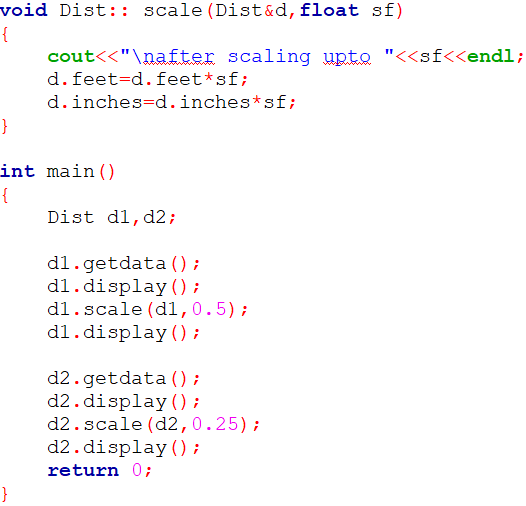 void Dist:: scale(Dist&d,float sf)
{
cout<<"\nafter scaling upto "<<sf<<endl;
d.feet=d.feet*sf;
d.inches=d.inches*sf;
}
int main()
{
Dist d1,d2;
d1.getdata();
d1.display();
d1.scale(d1,0.5);
d1.display();
d2.getdata();
d2.display();
d2.scale(d2,0.25);
d2.display();
return 0;
}